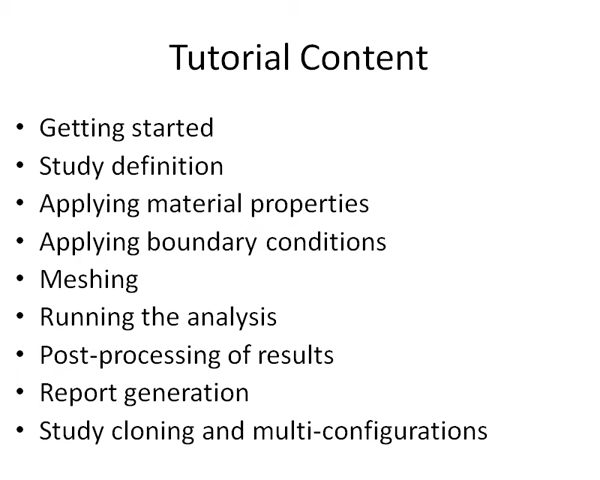 Tutorial Content
• Getting started
• Study definition
• Applying material properties
• Applying boundary conditions
• Meshing
• Running the analysis
• Post-processing of results
• Report generation
• Study cloning and multi-configurations